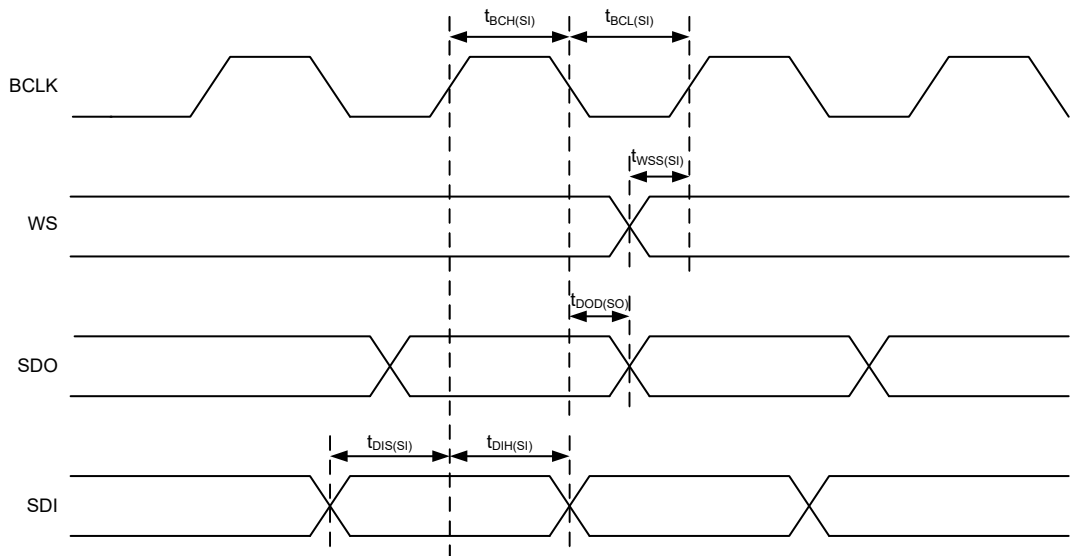 tBCH(SI) tBCL(SI)
BCLK
tWSS(SI)
WS
tDOD(SO)
SDO
tDIS(SI) tDIH(SI)
SDI